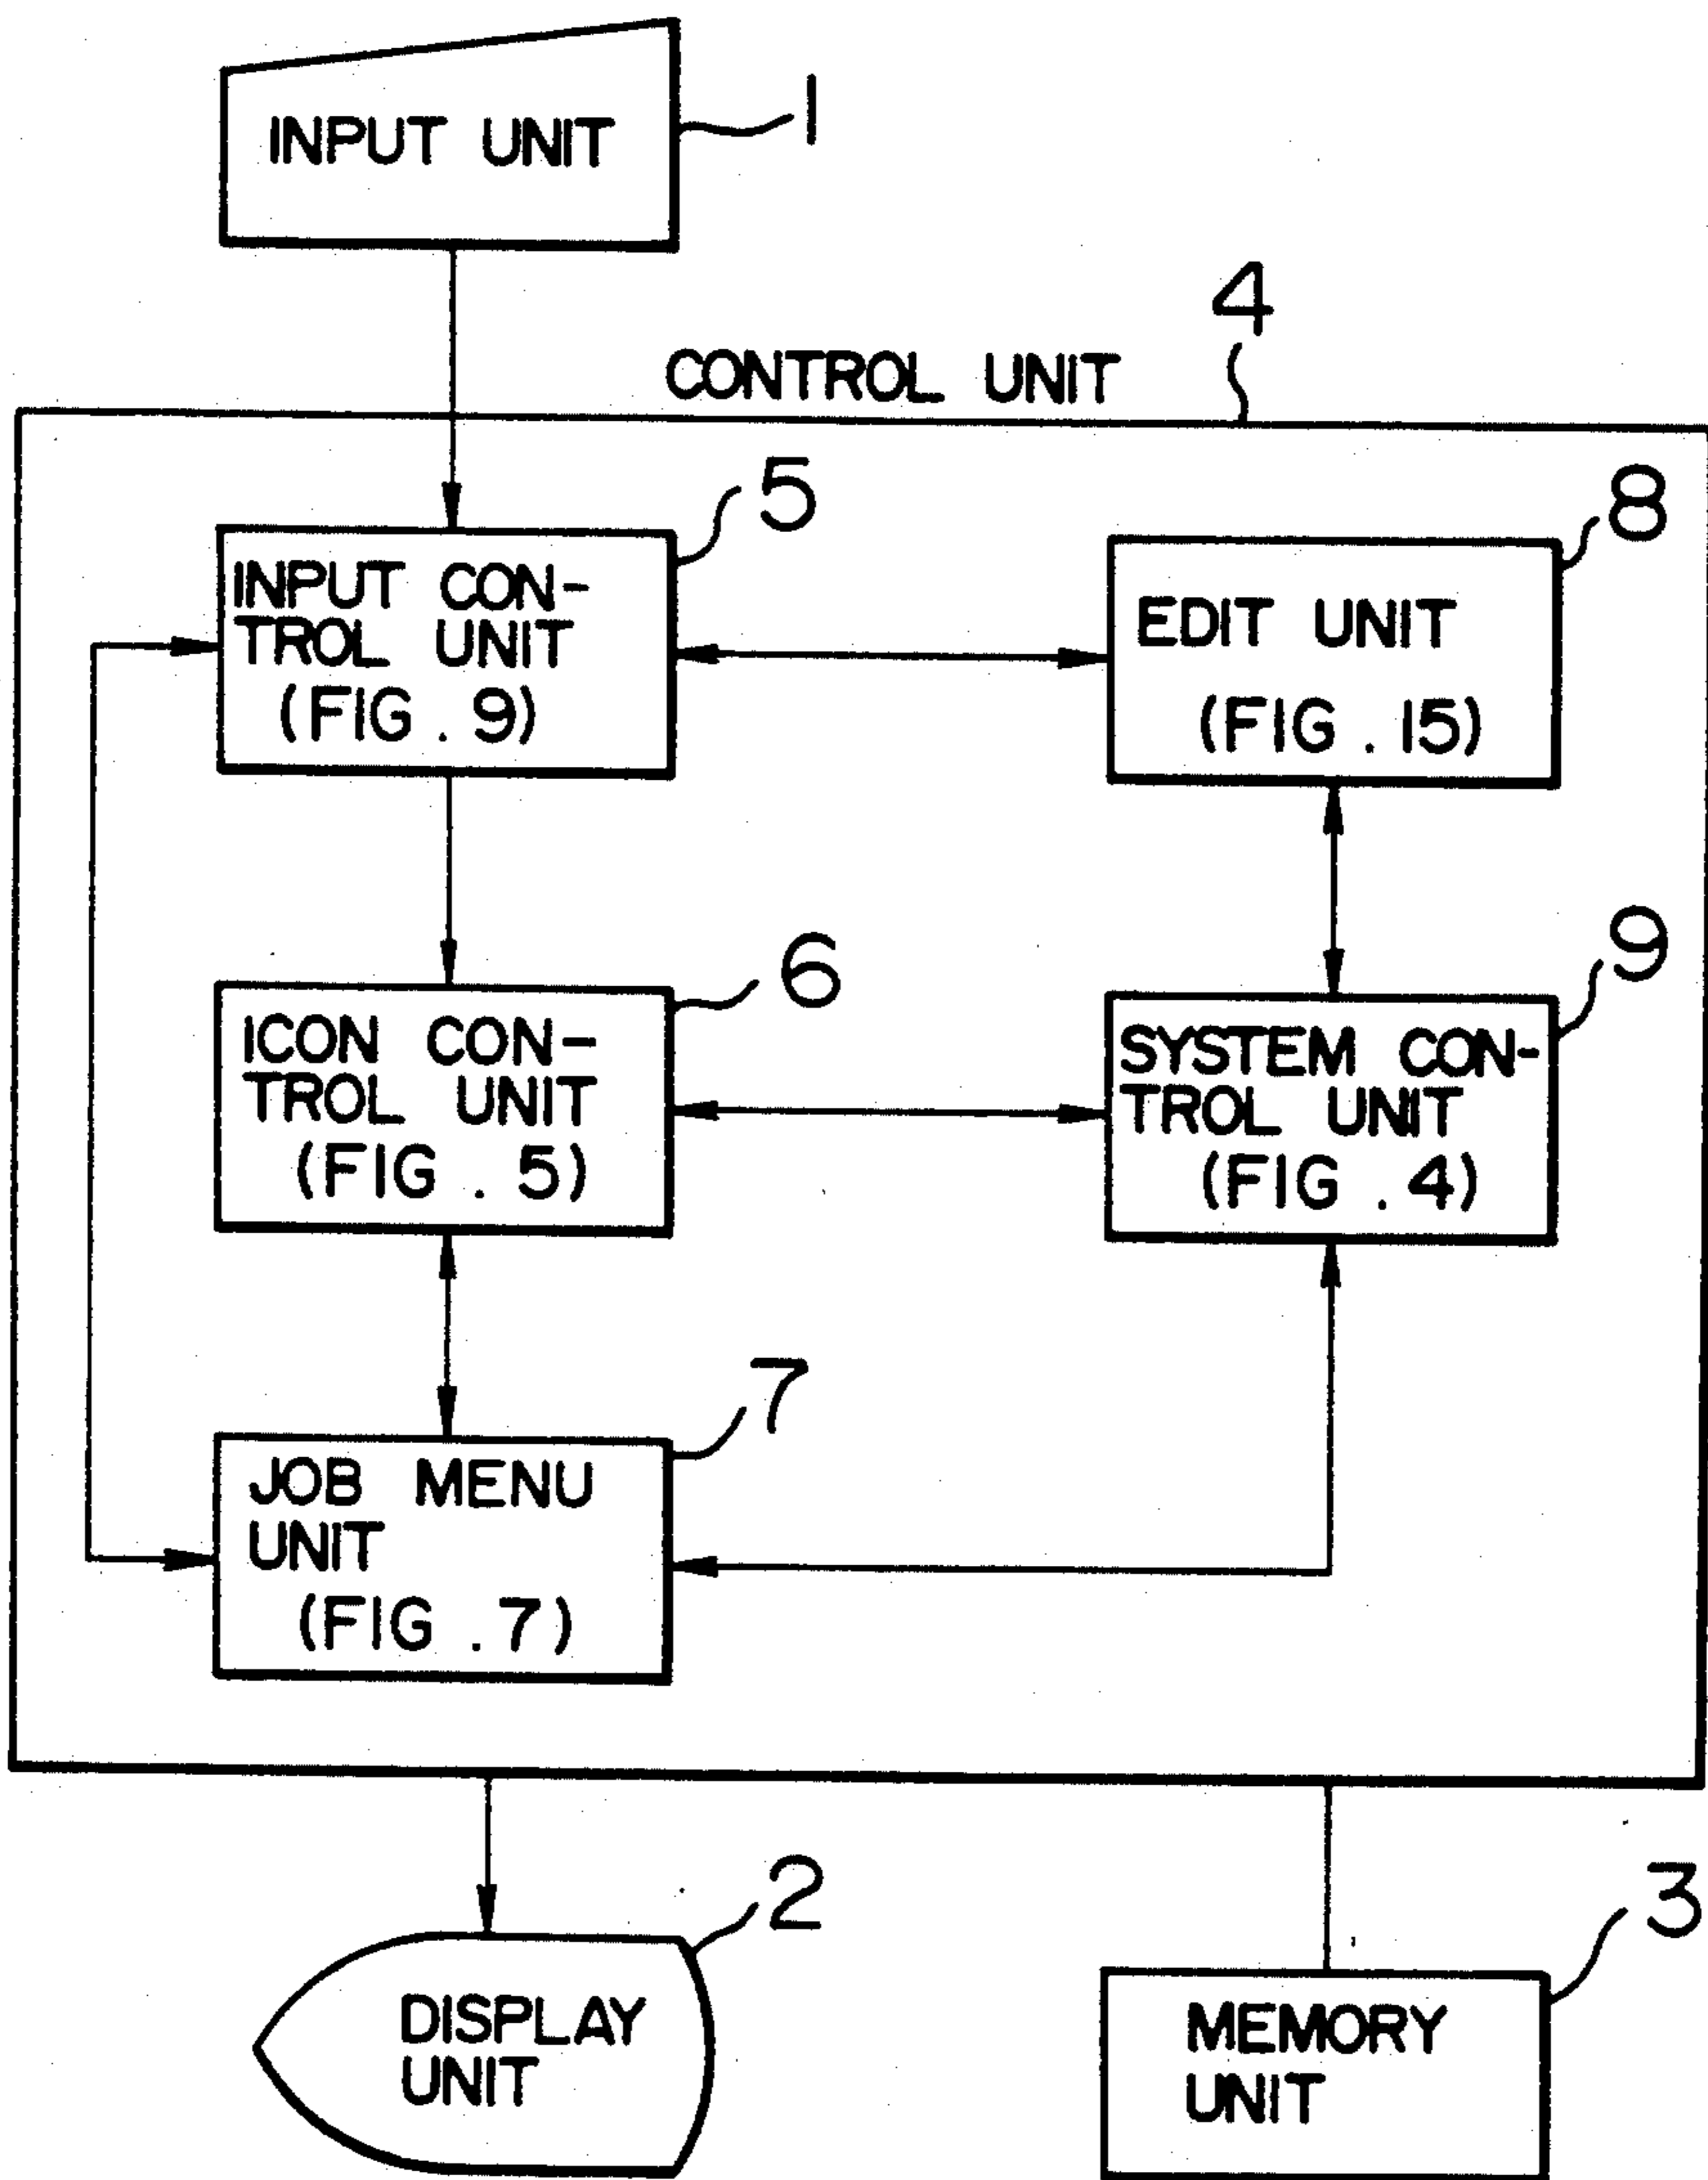 INPUT UNIT
1
4
CONTROL UNIT
5
INPUT CON-
TROL UNIT
(FIG. 9)
8
EDIT UNIT
(FIG. 15)
6
ICON CON-
TROL UNIT
(FIG. 5)
9
SYSTEM CON-
TROL UNIT
(FIG. 4)
7
JOB MENU
UNIT
(FIG. 7)
2
DISPLAY
UNIT
3
MEMORY
UNIT